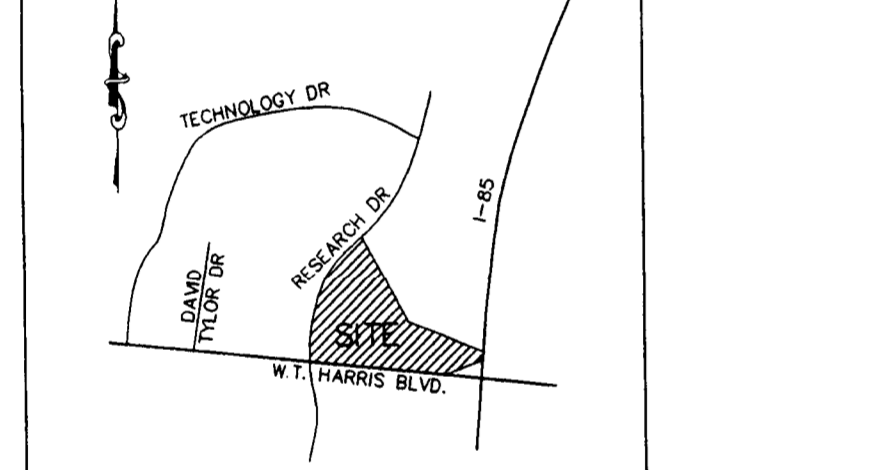 TECHNOLOGY DR
I-85
RESEARCH DR
DAVID
TYLOR DR
SITE
W.T. HARRIS BLVD.